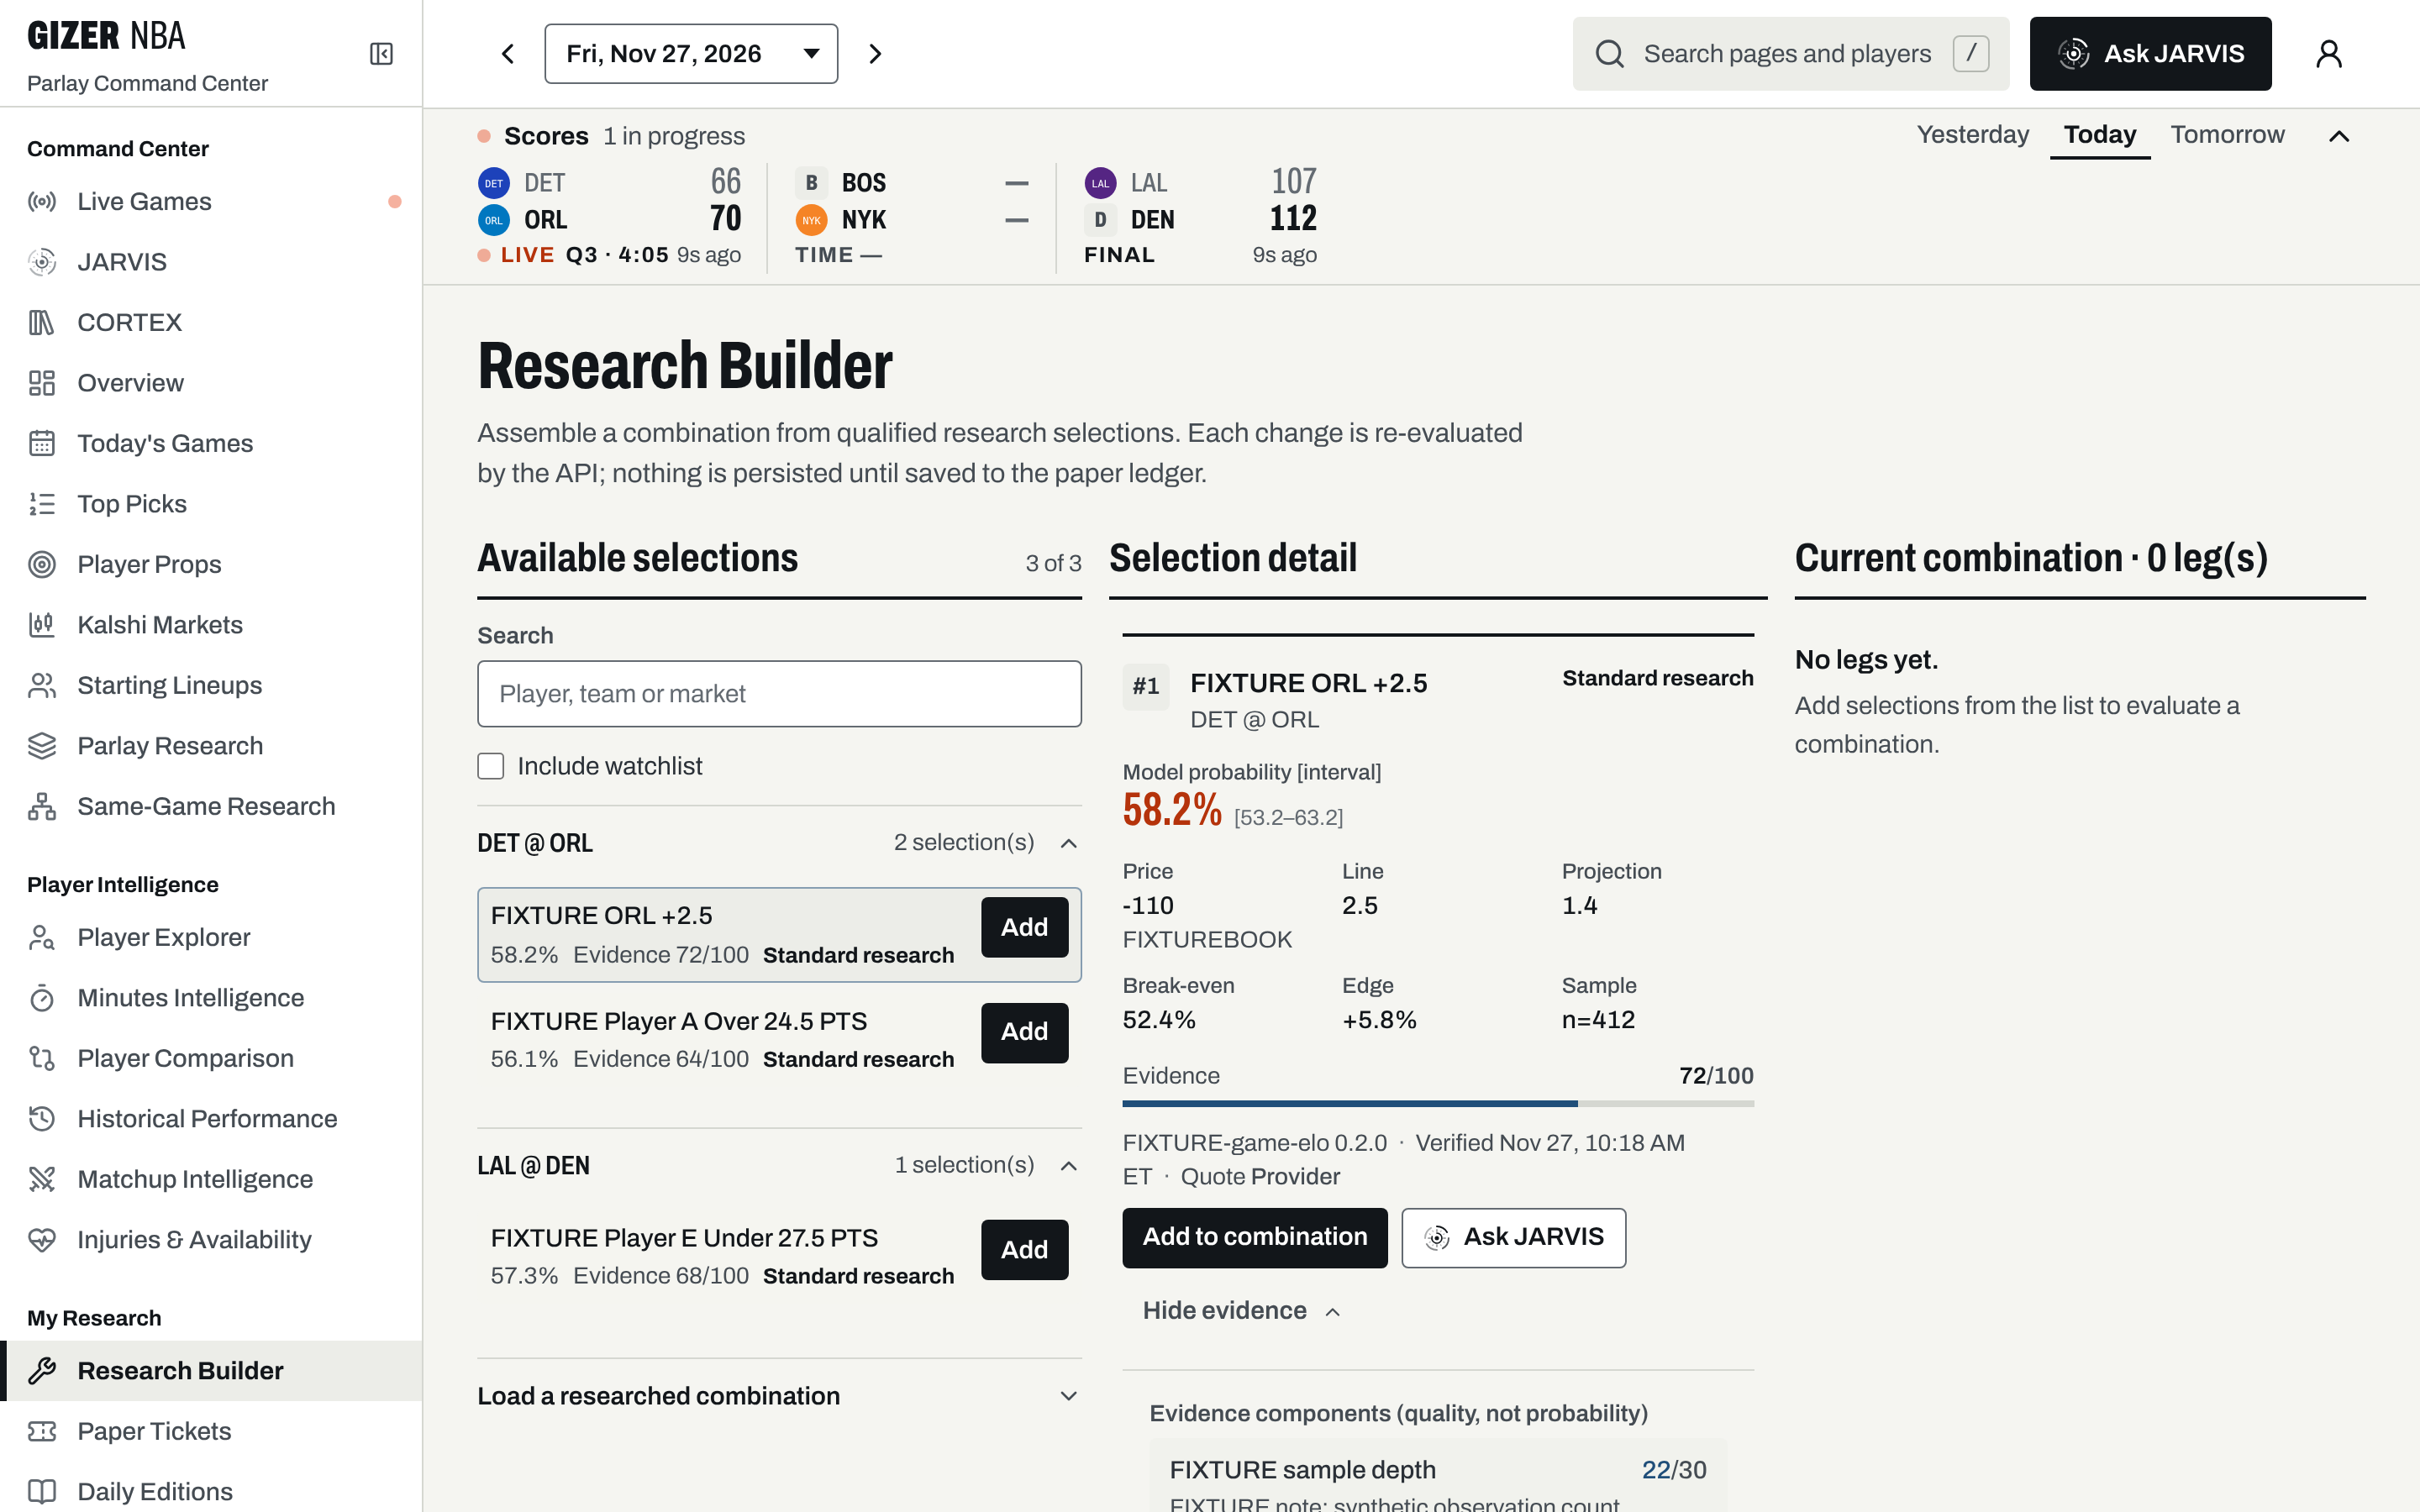 GIZER NBA
Parlay Command Center
Command Center
Live Games
JARVIS
CORTEX
Overview
Today's Games
Top Picks
Player Props
Kalshi Markets
Starting Lineups
Parlay Research
Same-Game Research
Player Intelligence
Player Explorer
Minutes Intelligence
Player Comparison
Historical Performance
Matchup Intelligence
Injuries & Availability
My Research
Research Builder
Paper Tickets
Daily Editions
Fri, Nov 27, 2026
Search pages and players /
Ask JARVIS
Scores 1 in progress
Yesterday Today Tomorrow
DET DET 66
ORL ORL 70
LIVE Q3 · 4:05 9s ago
B BOS —
NYK NYK —
TIME —
LAL LAL 107
D DEN 112
FINAL 9s ago
Research Builder
Assemble a combination from qualified research selections. Each change is re-evaluated
by the API; nothing is persisted until saved to the paper ledger.
Available selections 3 of 3
Search
Player, team or market
Include watchlist
DET @ ORL 2 selection(s)
FIXTURE ORL +2.5
58.2% Evidence 72/100 Standard research
Add
FIXTURE Player A Over 24.5 PTS
56.1% Evidence 64/100 Standard research
Add
LAL @ DEN 1 selection(s)
FIXTURE Player E Under 27.5 PTS
57.3% Evidence 68/100 Standard research
Add
Load a researched combination
Selection detail
#1 FIXTURE ORL +2.5 Standard research
DET @ ORL
Model probability [interval]
58.2% [53.2–63.2]
Price Line Projection
-110 2.5 1.4
FIXTUREBOOK
Break-even Edge Sample
52.4% +5.8% n=412
Evidence 72/100
FIXTURE-game-elo 0.2.0 · Verified Nov 27, 10:18 AM
ET · Quote Provider
Add to combination Ask JARVIS
Hide evidence
Evidence components (quality, not probability)
FIXTURE sample depth 22/30
FIXTURE note: synthetic observation count
Current combination · 0 leg(s)
No legs yet.
Add selections from the list to evaluate a
combination.